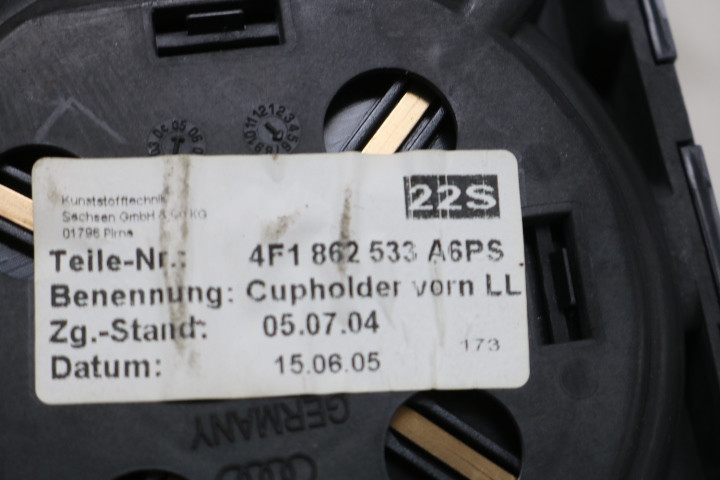 22S
Kunststofftechnik
Sachsen GmbH & Co KG
01796 Pirna
Teile-Nr.: 4F1 862 533 A6PS
Benennung: Cupholder vorn LL
Zg.-Stand: 05.07.04
Datum: 15.06.05
173
GERMANY